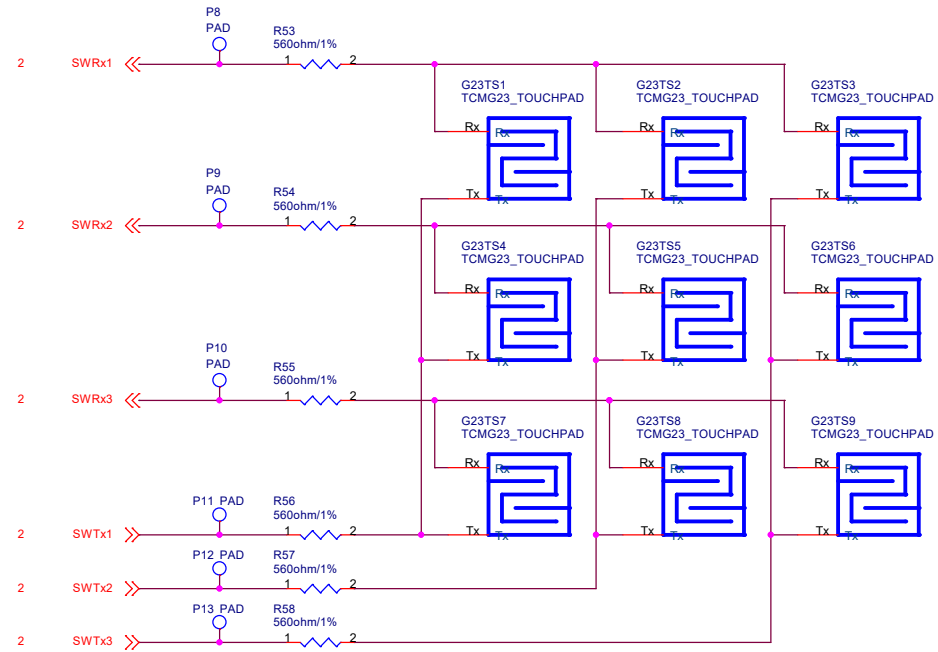 P8
PAD
R53
560ohm/1%
2 SWRx1 1 2
G23TS1 G23TS2 G23TS3
TCMG23_TOUCHPAD TCMG23_TOUCHPAD TCMG23_TOUCHPAD
Rx Rx Rx Rx Rx Rx
P9
PAD
R54
560ohm/1%
Tx Tx Tx Tx Tx Tx
2 SWRx2 1 2
G23TS4 G23TS5 G23TS6
TCMG23_TOUCHPAD TCMG23_TOUCHPAD TCMG23_TOUCHPAD
Rx Rx Rx Rx Rx Rx
P10
PAD
R55
560ohm/1%
Tx Tx Tx Tx Tx Tx
2 SWRx3 1 2
G23TS7 G23TS8 G23TS9
TCMG23_TOUCHPAD TCMG23_TOUCHPAD TCMG23_TOUCHPAD
Rx Rx Rx Rx Rx Rx
P11 PAD R56
560ohm/1%
2 SWTx1 1 2 Tx Tx Tx Tx Tx Tx
P12 PAD R57
560ohm/1%
2 SWTx2 1 2
P13 PAD R58
560ohm/1%
2 SWTx3 1 2